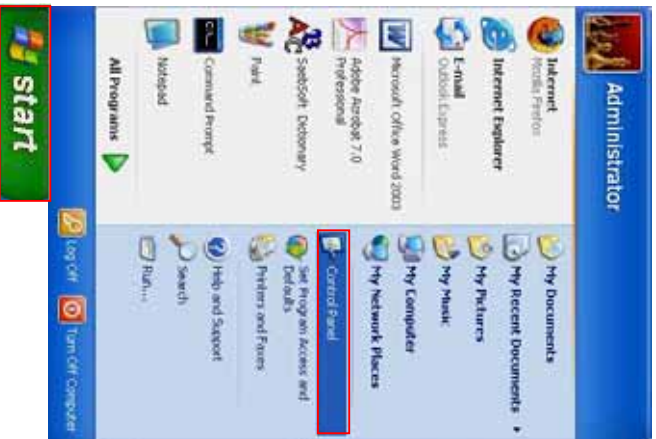 Administrator
Internet
Mozilla Firefox
Internet Explorer
E-mail
Outlook Express
Microsoft Office Word 2003
Adobe Acrobat 7.0
Professional
SaebSoft Dictionary
Paint
Command Prompt
Notepad
All Programs
My Documents
My Recent Documents
My Pictures
My Music
My Computer
My Network Places
Control Panel
Set Program Access and
Defaults
Printers and Faxes
Help and Support
Search
Run...
Log Off
Turn Off Computer
start